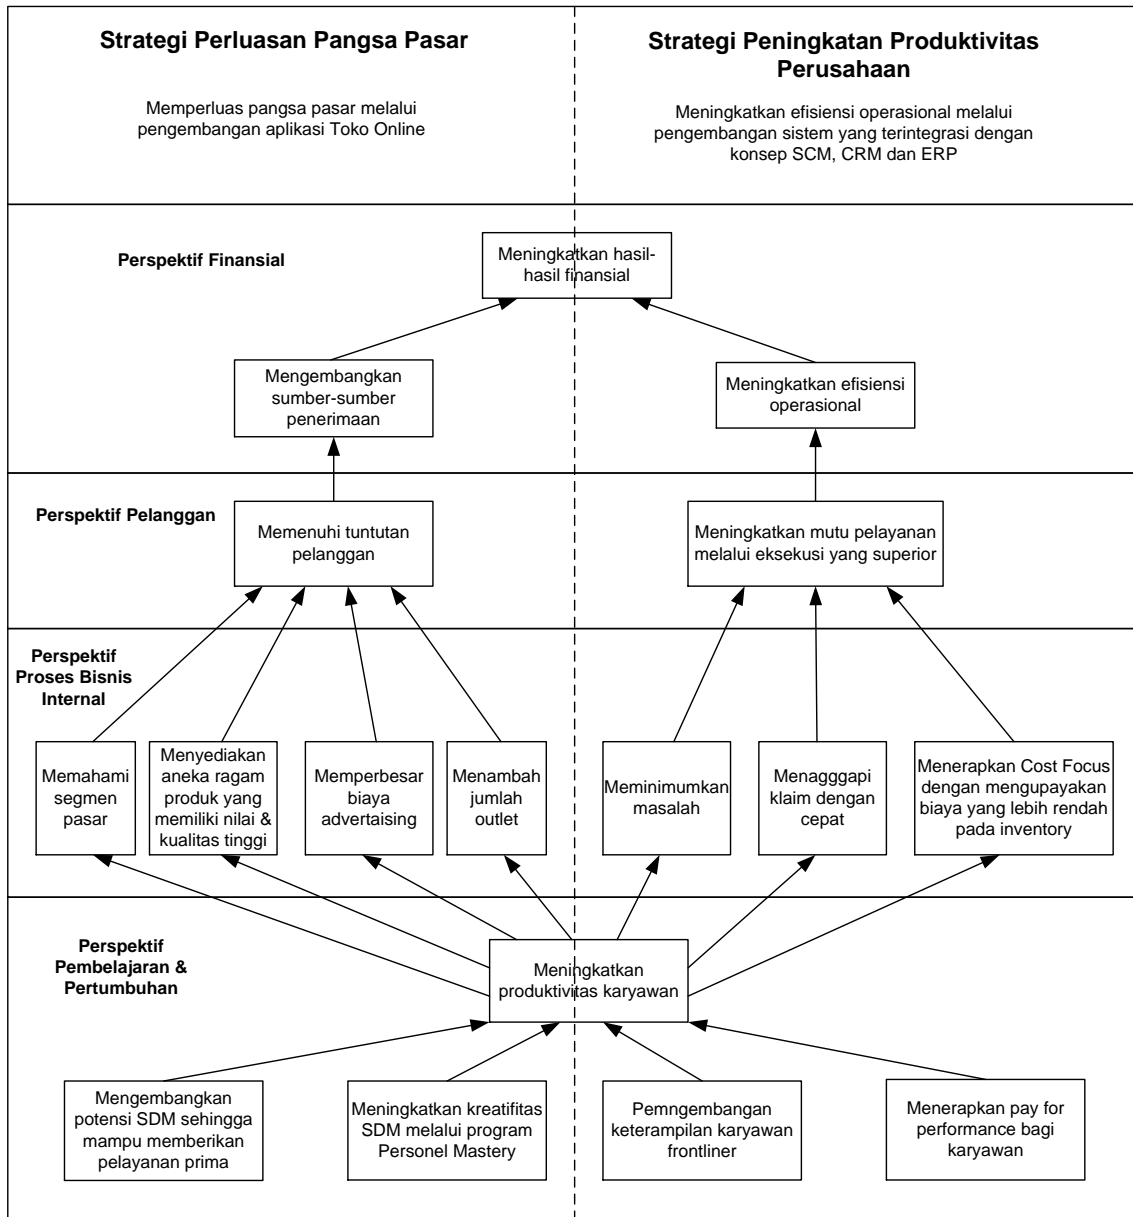 Strategi Perluasan Pangsa Pasar
Memperluas pangsa pasar melalui
pengembangan aplikasi Toko Online
Strategi Peningkatan Produktivitas
Perusahaan
Meningkatkan efisiensi operasional melalui
pengembangan sistem yang terintegrasi dengan
konsep SCM, CRM dan ERP
Perspektif Finansial
Meningkatkan hasil-
hasil finansial
Mengembangkan
sumber-sumber
penerimaan
Meningkatkan efisiensi
operasional
Perspektif Pelanggan
Memenuhi tuntutan
pelanggan
Meningkatkan mutu pelayanan
melalui eksekusi yang superior
Perspektif
Proses Bisnis
Internal
Memahami
segmen
pasar
Menyediakan
aneka ragam
produk yang
memiliki nilai &
kualitas tinggi
Memperbesar
biaya
advertaising
Menambah
jumlah
outlet
Meminimumkan
masalah
Menagggapi
klaim dengan
cepat
Menerapkan Cost Focus
dengan mengupayakan
biaya yang lebih rendah
pada inventory
Perspektif
Pembelajaran &
Pertumbuhan
Meningkatkan
produktivitas karyawan
Mengembangkan
potensi SDM sehingga
mampu memberikan
pelayanan prima
Meningkatkan kreatifitas
SDM melalui program
Personel Mastery
Pemngembangan
keterampilan karyawan
frontliner
Menerapkan pay for
performance bagi
karyawan